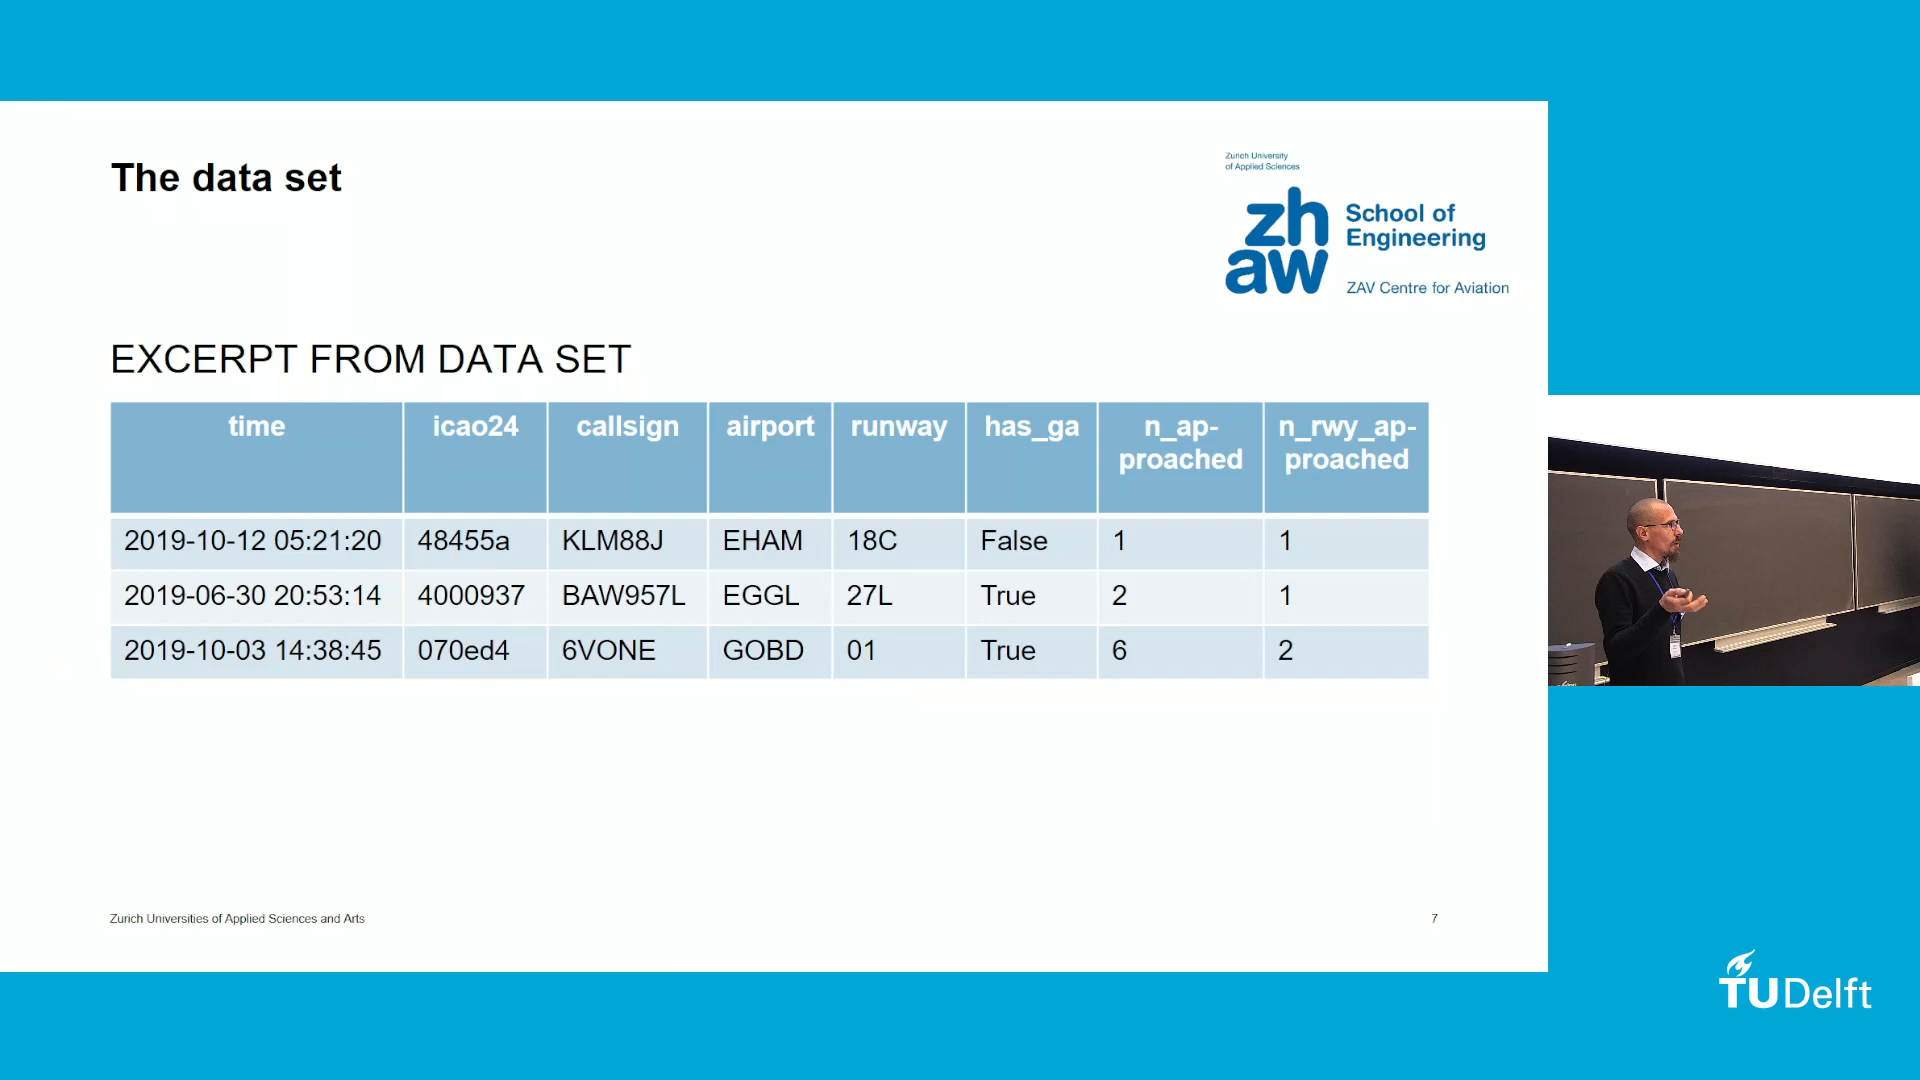 The data set
Zurich University
of Applied Sciences
zh
aw
School of
Engineering
ZAV Centre for Aviation
EXCERPT FROM DATA SET
time icao24 callsign airport runway has_ga n_ap-
proached n_rwy_ap-
proached
2019-10-12 05:21:20 48455a KLM88J EHAM 18C False 1 1
2019-06-30 20:53:14 4000937 BAW957L EGGL 27L True 2 1
2019-10-03 14:38:45 070ed4 6VONE GOBD 01 True 6 2
Zurich Universities of Applied Sciences and Arts
7
TUDelft